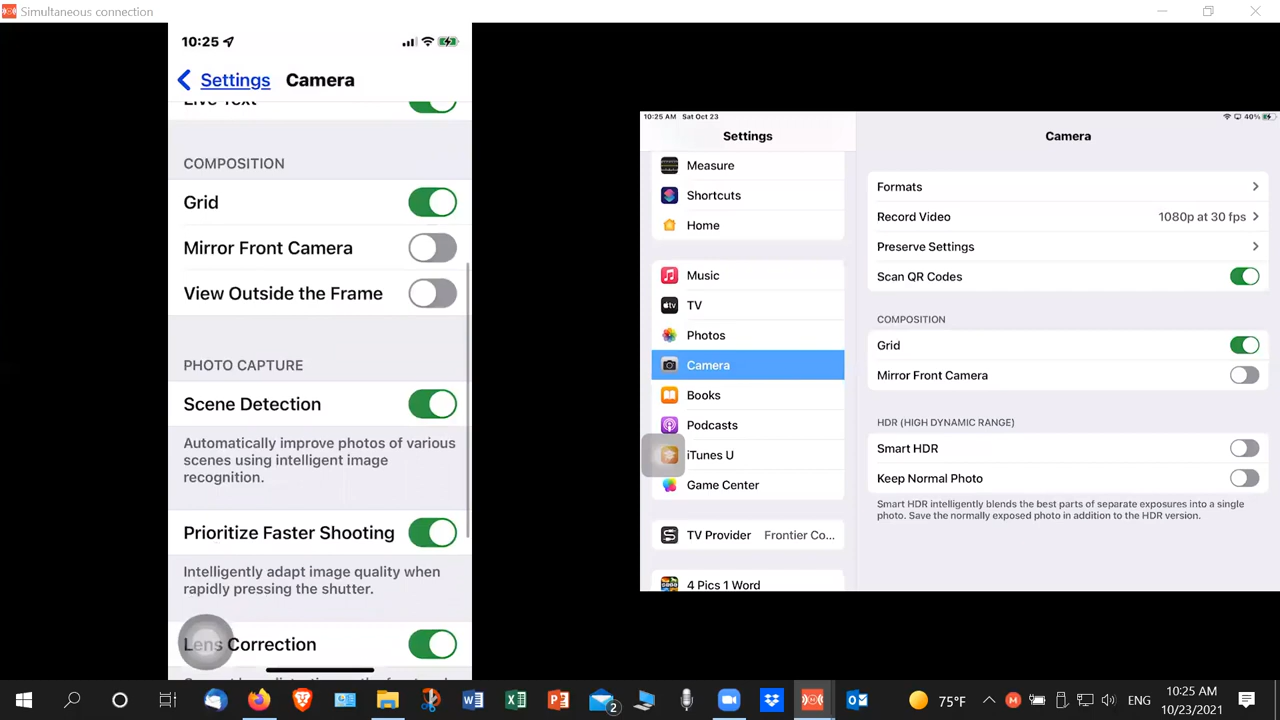 Simultaneous connection
10:25
Settings
Camera
Live Text
COMPOSITION
Grid
Mirror Front Camera
View Outside the Frame
PHOTO CAPTURE
Scene Detection
Automatically improve photos of various
scenes using intelligent image
recognition.
Prioritize Faster Shooting
Intelligently adapt image quality when
rapidly pressing the shutter.
Lens Correction
10:25 AM Sat Oct 23
40%
Settings
Measure
Shortcuts
Home
Music
TV
Photos
Camera
Books
Podcasts
iTunes U
Game Center
TV Provider Frontier Co...
4 Pics 1 Word
Camera
Formats
Record Video 1080p at 30 fps
Preserve Settings
Scan QR Codes
COMPOSITION
Grid
Mirror Front Camera
HDR (HIGH DYNAMIC RANGE)
Smart HDR
Keep Normal Photo
Smart HDR intelligently blends the best parts of separate exposures into a single
photo. Save the normally exposed photo in addition to the HDR version.
2
75°F
ENG
10:25 AM
10/23/2021